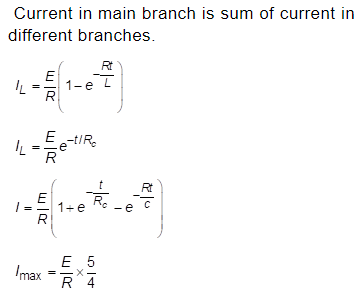 Current in main branch is sum of current in
different branches.
I_L = \frac{E}{R}\left(1-e^{-\frac{Rt}{L}}\right)
I_L = \frac{E}{R}e^{-t/R_c}
I = \frac{E}{R}\left(1+e^{-\frac{t}{R_c}}-e^{-\frac{Rt}{c}}\right)
I_{max} = \frac{E}{R}×\frac{5}{4}